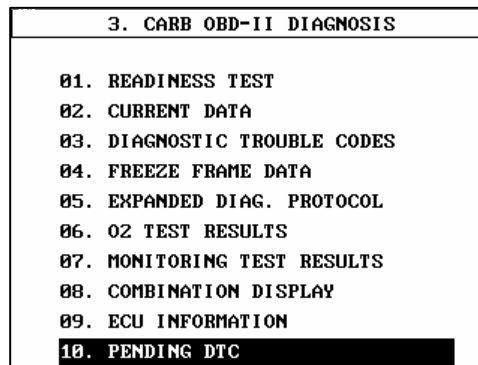 3. CARB OBD-II DIAGNOSIS
01. READINESS TEST
02. CURRENT DATA
03. DIAGNOSTIC TROUBLE CODES
04. FREEZE FRAME DATA
05. EXPANDED DIAG. PROTOCOL
06. O2 TEST RESULTS
07. MONITORING TEST RESULTS
08. COMBINATION DISPLAY
09. ECU INFORMATION
10. PENDING DTC